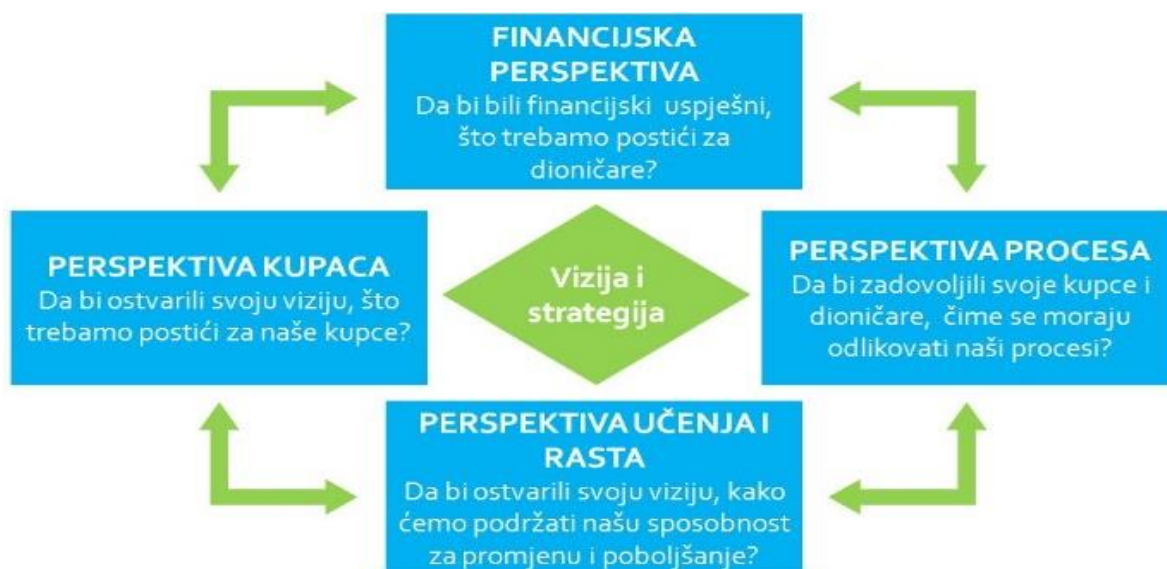 FINANCIJSKA
PERSPEKTIVA
Da bi bili financijski uspješni,
što trebamo postići za
dioničare?
PERSPEKTIVA KUPACA
Da bi ostvarili svoju viziju, što
trebamo postići za naše kupce?
Vizija i
strategija
PERSPEKTIVA PROCESA
Da bi zadovoljili svoje kupce i
dioničare, čime se moraju
odlikovati naši procesi?
PERSPEKTIVA UČENJA I
RASTA
Da bi ostvarili svoju viziju, kako
ćemo podržati našu sposobnost
za promjenu i poboljšanje?